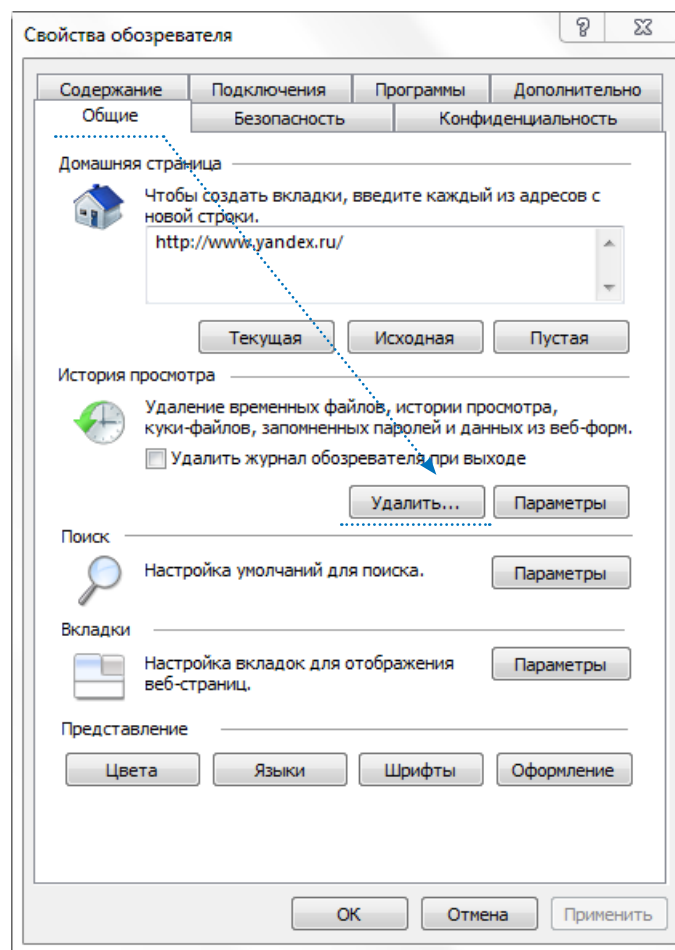 Свойства обозревателя
Содержание Подключения Программы Дополнительно
Общие Безопасность Конфиденциальность
Домашняя страница
Чтобы создать вкладки, введите каждый из адресов с
новой строки.
http://www.yandex.ru/
Текущая Исходная Пустая
История просмотра
Удаление временных файлов, истории просмотра,
куки-файлов, запомненных паролей и данных из веб-форм.
Удалить журнал обозревателя при выходе
Удалить... Параметры
Поиск
Настройка умолчаний для поиска. Параметры
Вкладки
Настройка вкладок для отображения
веб-страниц.
Параметры
Представление
Цвета Языки Шрифты Оформление
ОК Отмена Применить